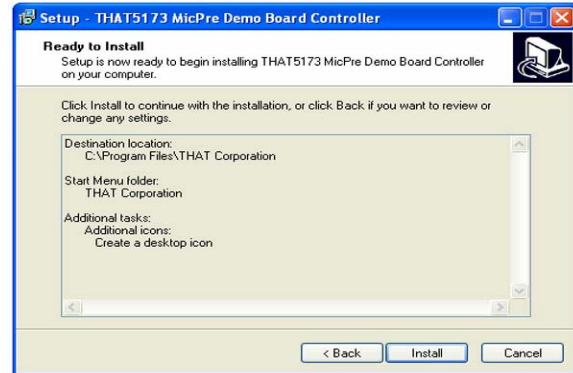 Setup - THAT5173 MicPre Demo Board Controller
Ready to Install
Setup is now ready to begin installing THAT5173 MicPre Demo Board Controller
on your computer.
Click Install to continue with the installation, or click Back if you want to review or
change any settings.
Destination location:
C:\Program Files\THAT Corporation
Start Menu folder:
THAT Corporation
Additional tasks:
Additional icons:
Create a desktop icon
< Back
Install
Cancel